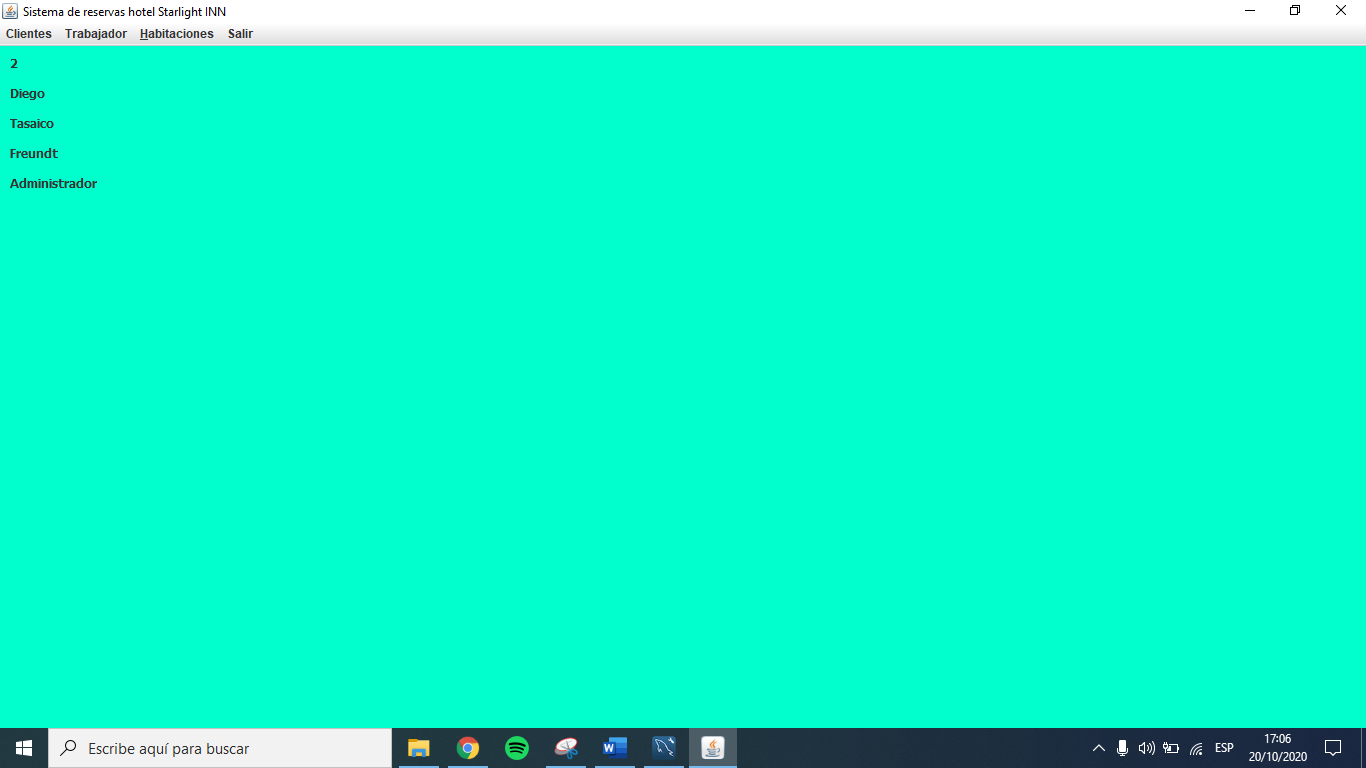 Sistema de reservas hotel Starlight INN
Clientes Trabajador Habitaciones Salir
2
Diego
Tasaico
Freundt
Administrador
Escribe aquí para buscar
W
ESP
17:06
20/10/2020